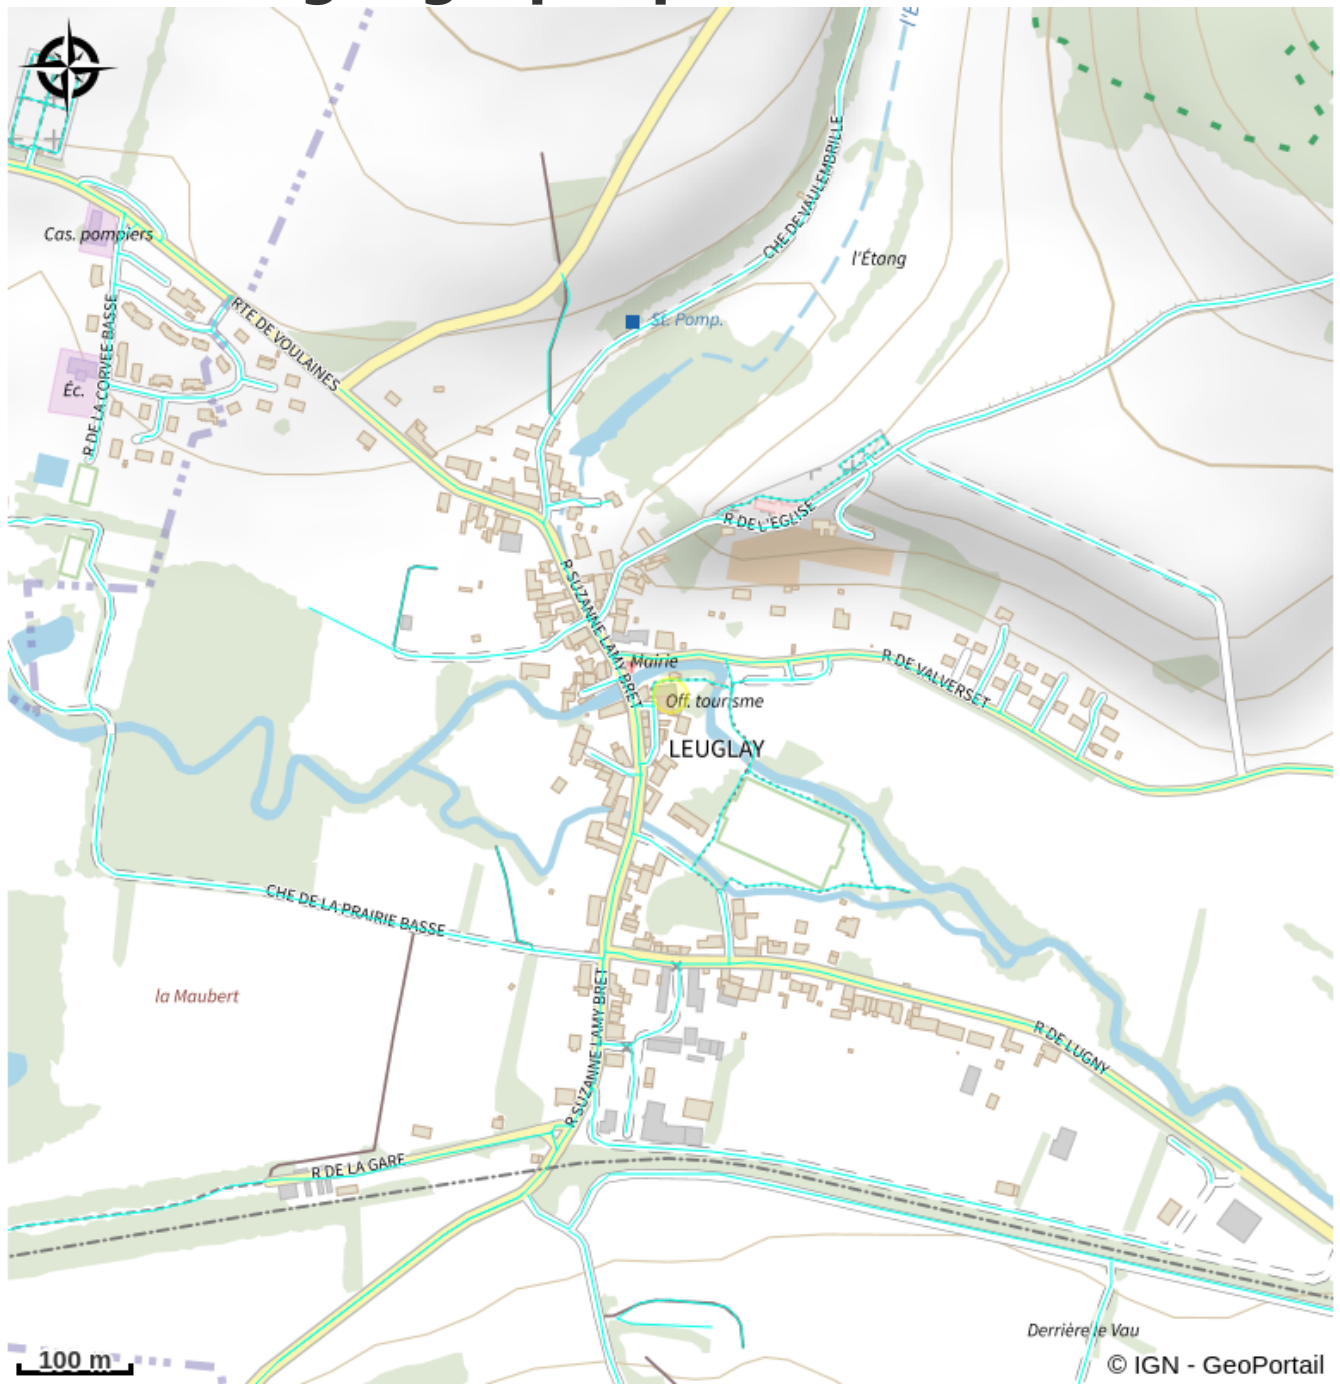 l'É
CHE DE VAULEMBRILLE
Cas. pompiers
l'Étang
St. Pomp.
RTE DE VOULAINES
R DE LA CORVEE BASSE
Éc.
R DE L'EGLISE
R SUZANNE LAMY BRET
Mairie
R DE VALVERSET
Off. tourisme
LEUGLAY
CHE DE LA PRAIRIE BASSE
la Maubert
R SUZANNE LAMY BRET
R DE LUGNY
R DE LA GARE
Derrière le Vau
100 m
© IGN - GeoPortail